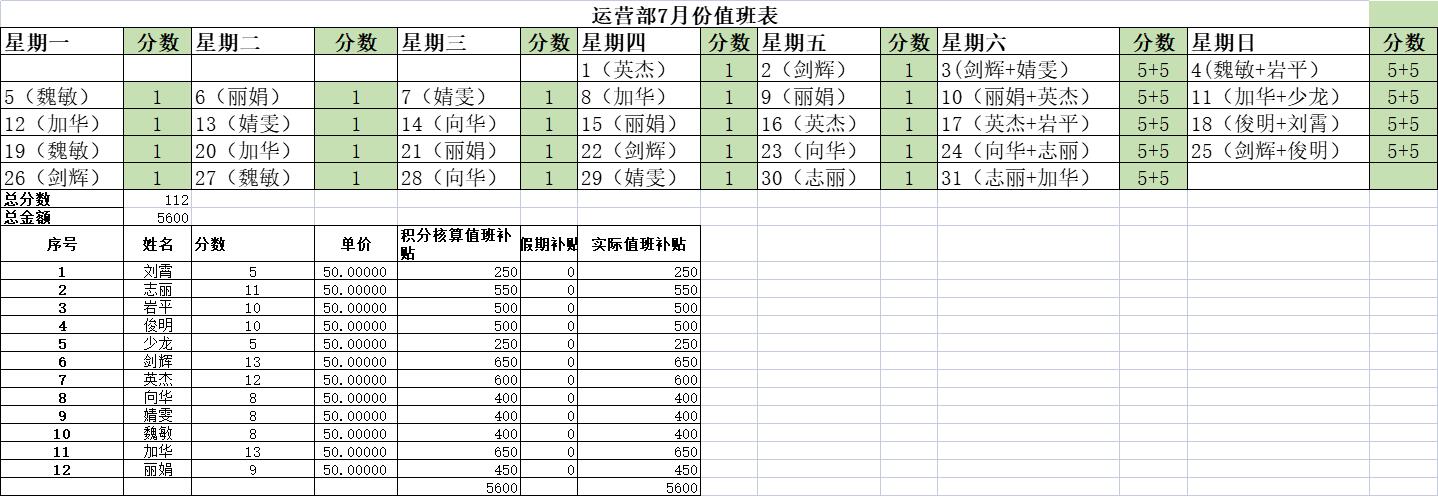 运营部7月份值班表
星期一 分数 星期二 分数 星期三 分数 星期四 分数 星期五 分数 星期六 分数 星期日 分数
1（英杰） 1 2（剑辉） 1 3(剑辉+婧雯） 5+5 4(魏敏+岩平） 5+5
5（魏敏） 1 6（丽娟） 1 7（婧雯） 1 8（加华） 1 9（丽娟） 1 10（丽娟+英杰） 5+5 11（加华+少龙） 5+5
12（加华） 1 13（婧雯） 1 14（向华） 1 15（丽娟） 1 16（英杰） 1 17（英杰+岩平） 5+5 18（俊明+刘霄） 5+5
19（魏敏） 1 20（加华） 1 21（丽娟） 1 22（剑辉） 1 23（向华） 1 24（向华+志丽） 5+5 25（剑辉+俊明） 5+5
26（剑辉） 1 27（魏敏） 1 28（向华） 1 29（婧雯） 1 30（志丽） 1 31（志丽+加华） 5+5
总分数 112
总金额 5600
序号 姓名 分数 单价 积分核算值班补贴 假期补贴 实际值班补贴
1 刘霄 5 50.00000 250 0 250
2 志丽 11 50.00000 550 0 550
3 岩平 10 50.00000 500 0 500
4 俊明 10 50.00000 500 0 500
5 少龙 5 50.00000 250 0 250
6 剑辉 13 50.00000 650 0 650
7 英杰 12 50.00000 600 0 600
8 向华 8 50.00000 400 0 400
9 婧雯 8 50.00000 400 0 400
10 魏敏 8 50.00000 400 0 400
11 加华 13 50.00000 650 0 650
12 丽娟 9 50.00000 450 0 450
5600 5600